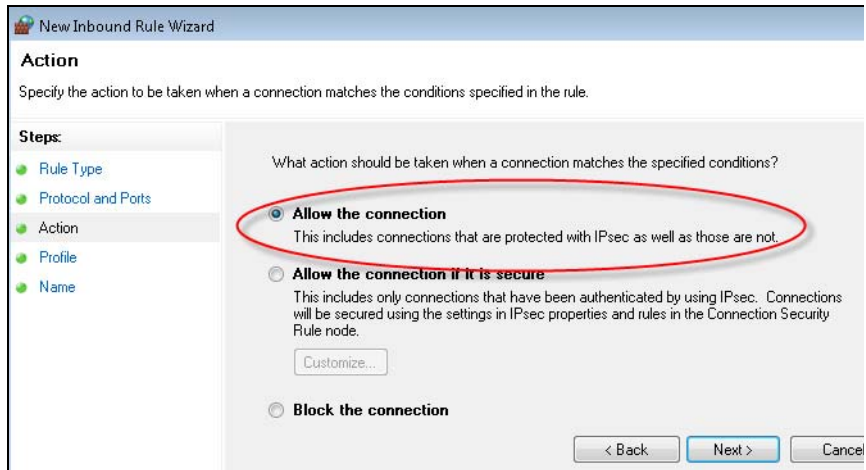 New Inbound Rule Wizard
Action
Specify the action to be taken when a connection matches the conditions specified in the rule.
Steps:
Rule Type
Protocol and Ports
Action
Profile
Name
What action should be taken when a connection matches the specified conditions?
Allow the connection
This includes connections that are protected with IPsec as well as those are not.
Allow the connection if it is secure
This includes only connections that have been authenticated by using IPsec. Connections
will be secured using the settings in IPsec properties and rules in the Connection Security
Rule node.
Customize...
Block the connection
< Back
Next >
Cancel